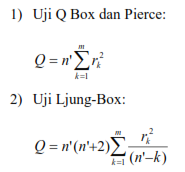 1) Uji Q Box dan Pierce:
Q = n' ∑_{k=1}^{m} r_k^2
2) Uji Ljung-Box:
Q = n'(n'+2) ∑_{k=1}^{m} r_k^2 / (n'–k)